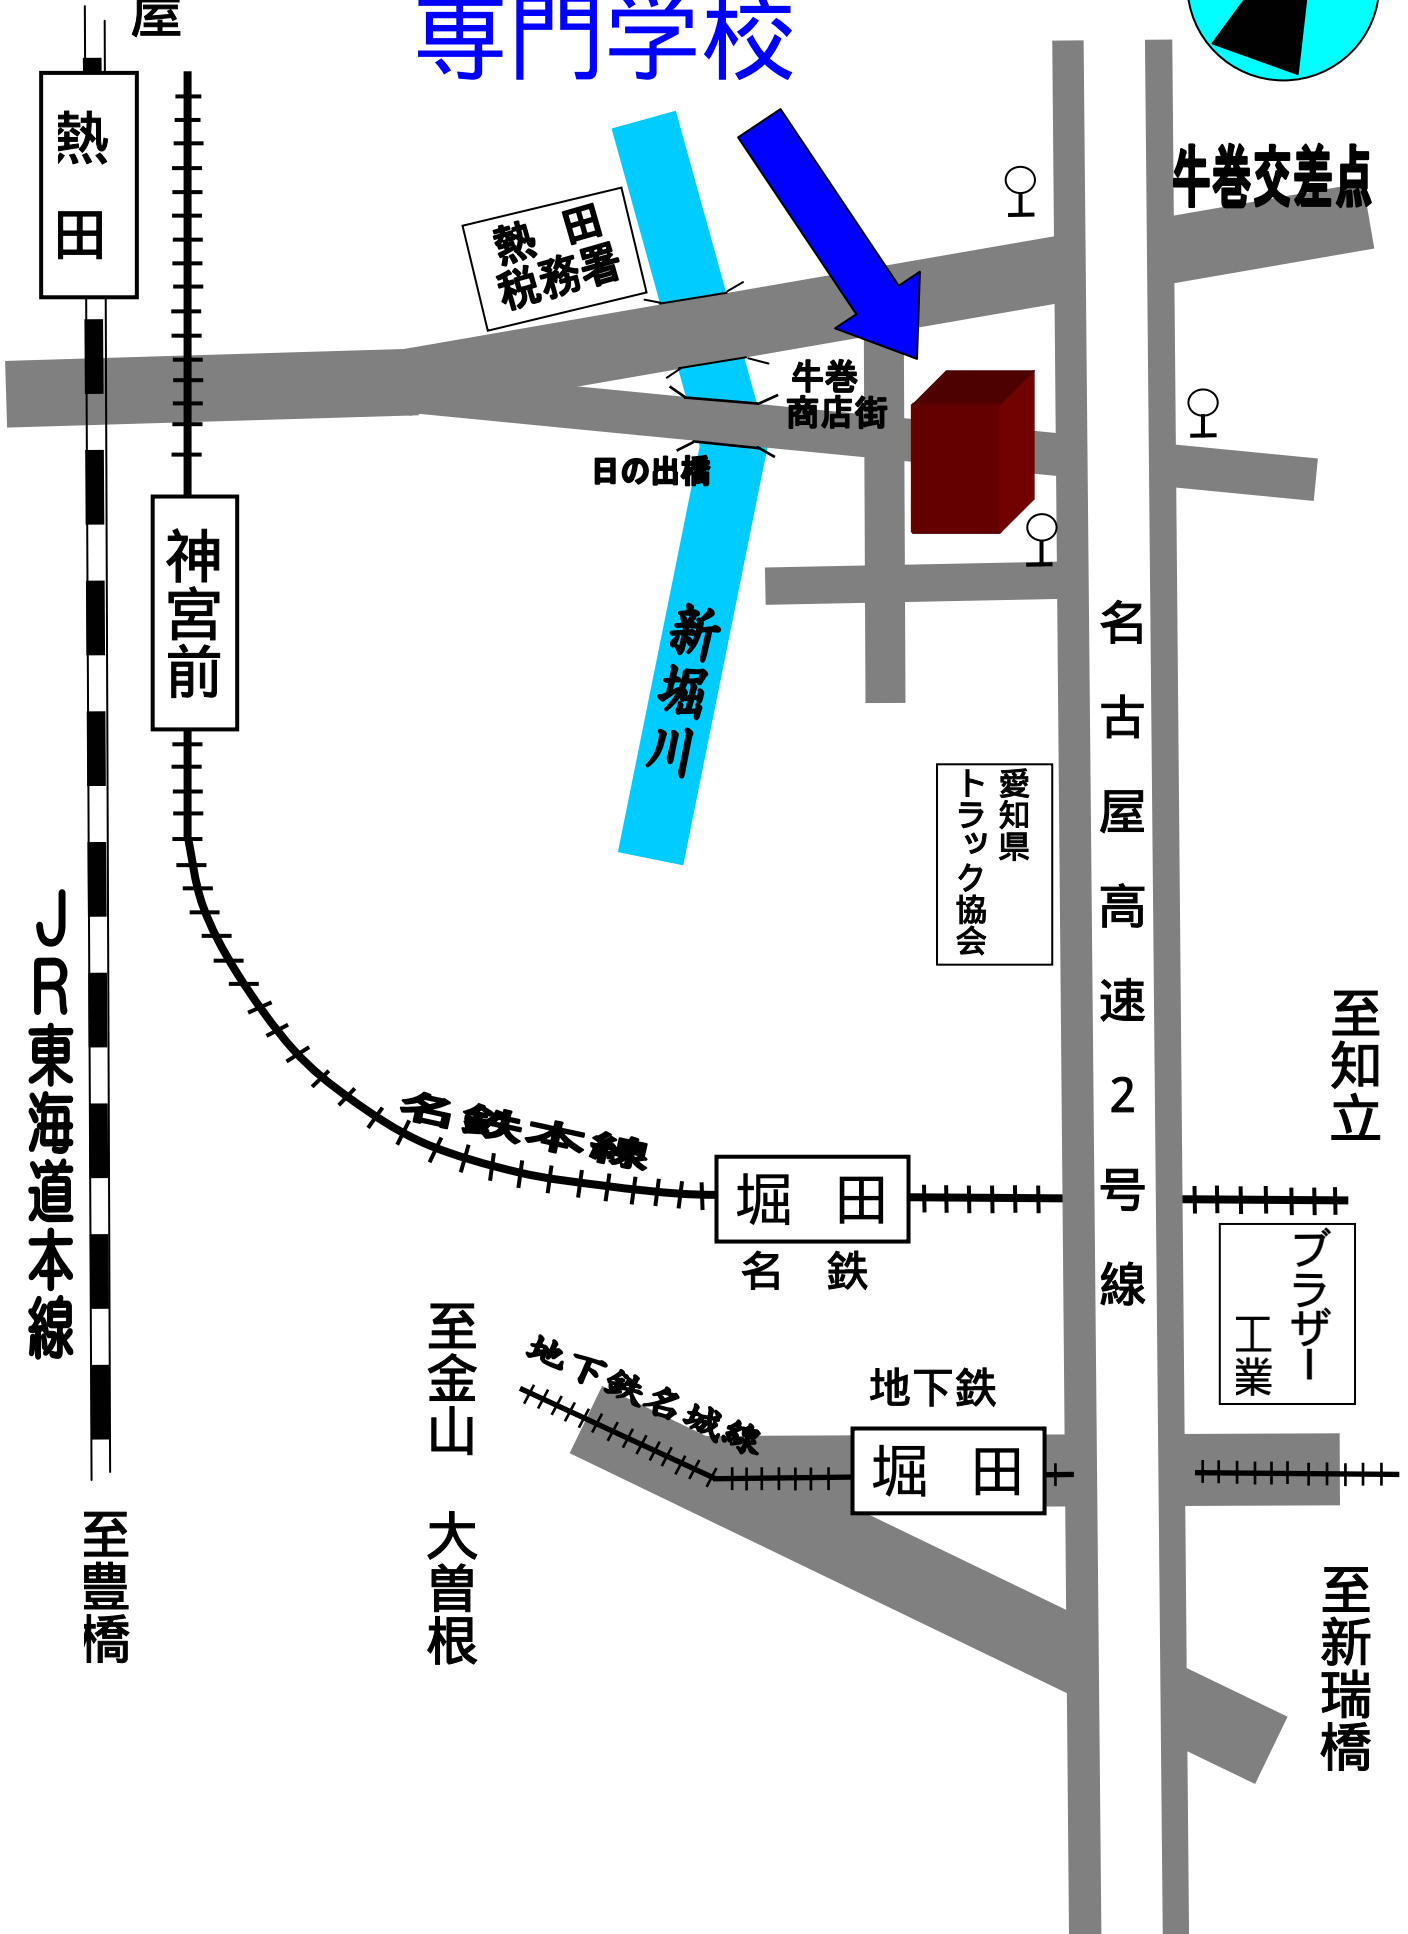 屋
専門学校
熱田
牛巻交差点
熱田
税務署
牛巻
商店街
日の出橋
神宮前
新堀川
名古屋高速2号線
愛知県
トラック協会
JR東海道本線
至知立
名鉄本線
堀田
名鉄
ブラザー
工業
至金山 大曽根
地下鉄名城線
地下鉄
堀田
至豊橋
至新瑞橋